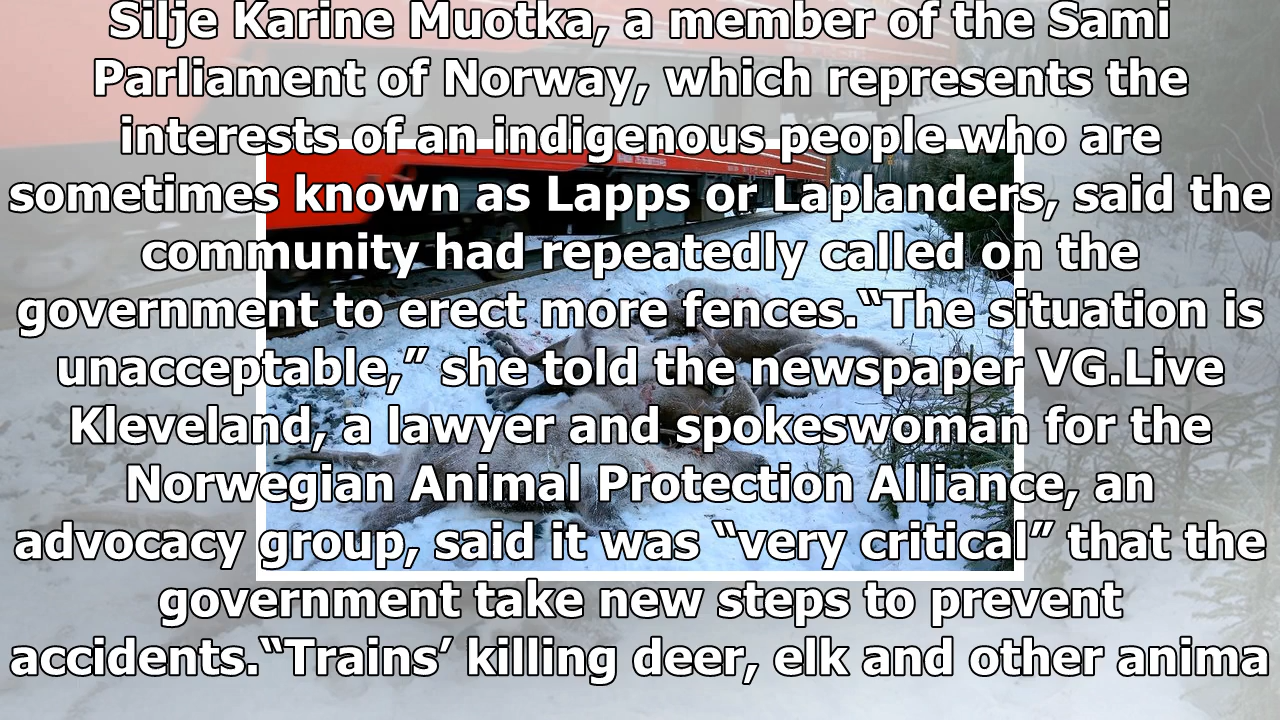 Silje Karine Muotka, a member of the Sami
Parliament of Norway, which represents the
interests of an indigenous people who are
sometimes known as Lapps or Laplanders, said the
community had repeatedly called on the
government to erect more fences.“The situation is
unacceptable,” she told the newspaper VG.Live
Kleveland, a lawyer and spokeswoman for the
Norwegian Animal Protection Alliance, an
advocacy group, said it was “very critical” that the
government take new steps to prevent
accidents.“Trains’ killing deer, elk and other anima